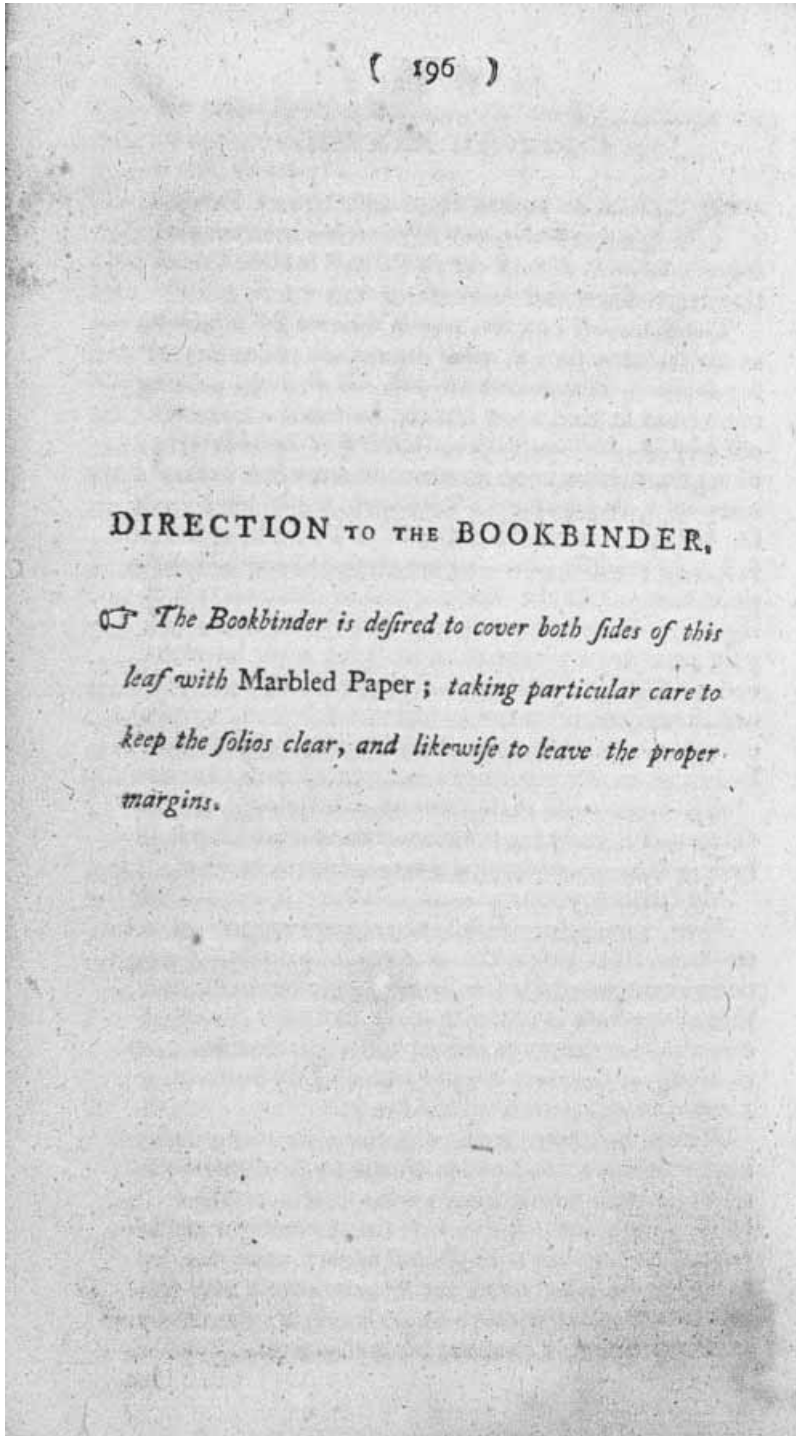 ( 196 )
DIRECTION TO THE BOOKBINDER.
☞ The Bookbinder is deſired to cover both ſides of this
leaf with Marbled Paper ; taking particular care to
keep the folios clear, and likewiſe to leave the proper
margins.